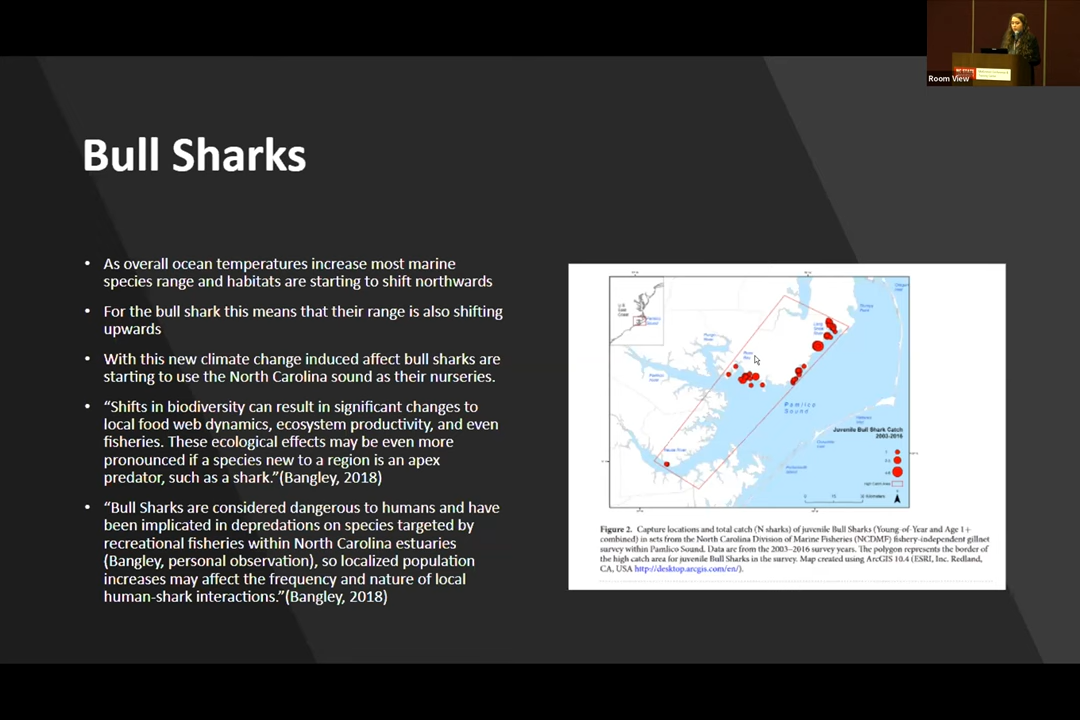 Room View
Bull Sharks
• As overall ocean temperatures increase most marine
species range and habitats are starting to shift northwards
• For the bull shark this means that their range is also shifting
upwards
• With this new climate change induced affect bull sharks are
starting to use the North Carolina sound as their nurseries.
• “Shifts in biodiversity can result in significant changes to
local food web dynamics, ecosystem productivity, and even
fisheries. These ecological effects may be even more
pronounced if a species new to a region is an apex
predator, such as a shark.”(Bangley, 2018)
• “Bull Sharks are considered dangerous to humans and have
been implicated in depredations on species targeted by
recreational fisheries within North Carolina estuaries
(Bangley, personal observation), so localized population
increases may affect the frequency and nature of local
human-shark interactions.”(Bangley, 2018)
Pamlico
Sound
Juvenile Bull Shark Catch
2003-2016
Figure 2. Capture locations and total catch (N sharks) of juvenile Bull Sharks (Young-of-Year and Age 1+
combined) in sets from the North Carolina Division of Marine Fisheries (NCDMF) fishery-independent gillnet
survey within Pamlico Sound. Data are from the 2003–2016 survey years. The polygon represents the border of
the high catch area for juvenile Bull Sharks in the survey. Map created using ArcGIS 10.4 (ESRI, Inc. Redland,
CA, USA http://desktop.arcgis.com/en/).